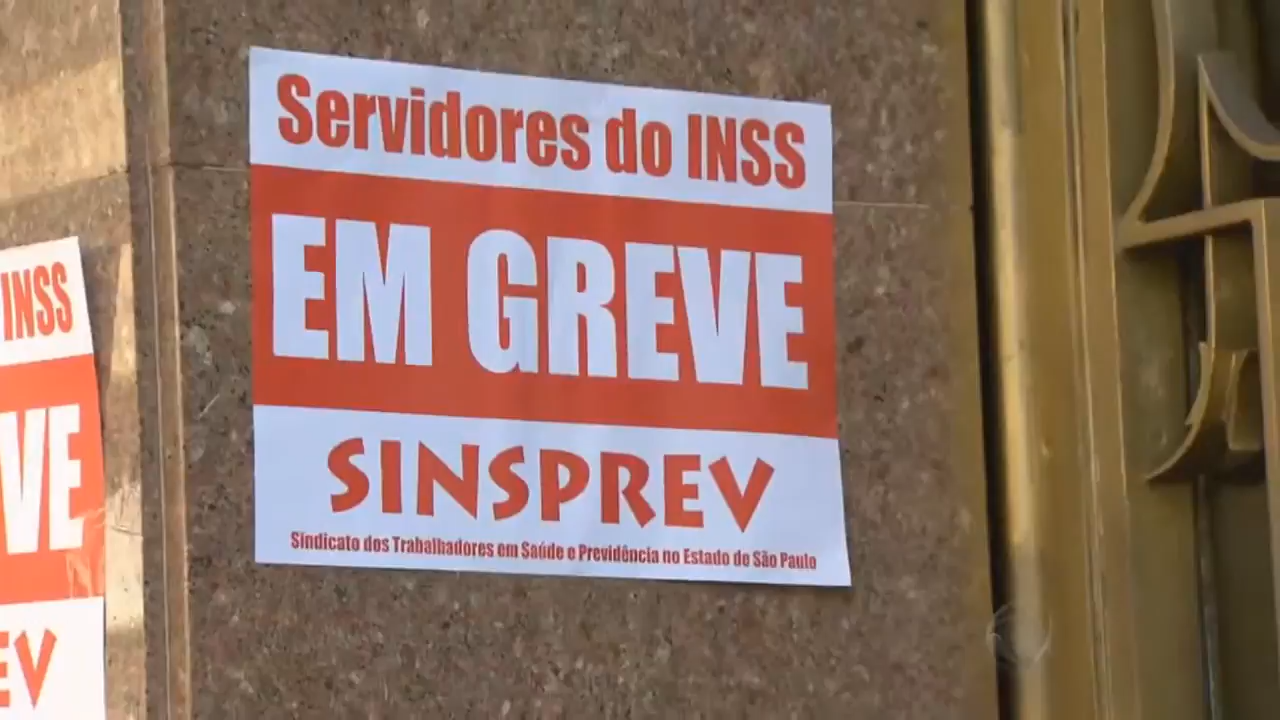 Servidores do INSS
EM GREVE
SINSPREV
Sindicato dos Trabalhadores em Saúde e Previdência no Estado de São Paulo
INSS
VE
EV